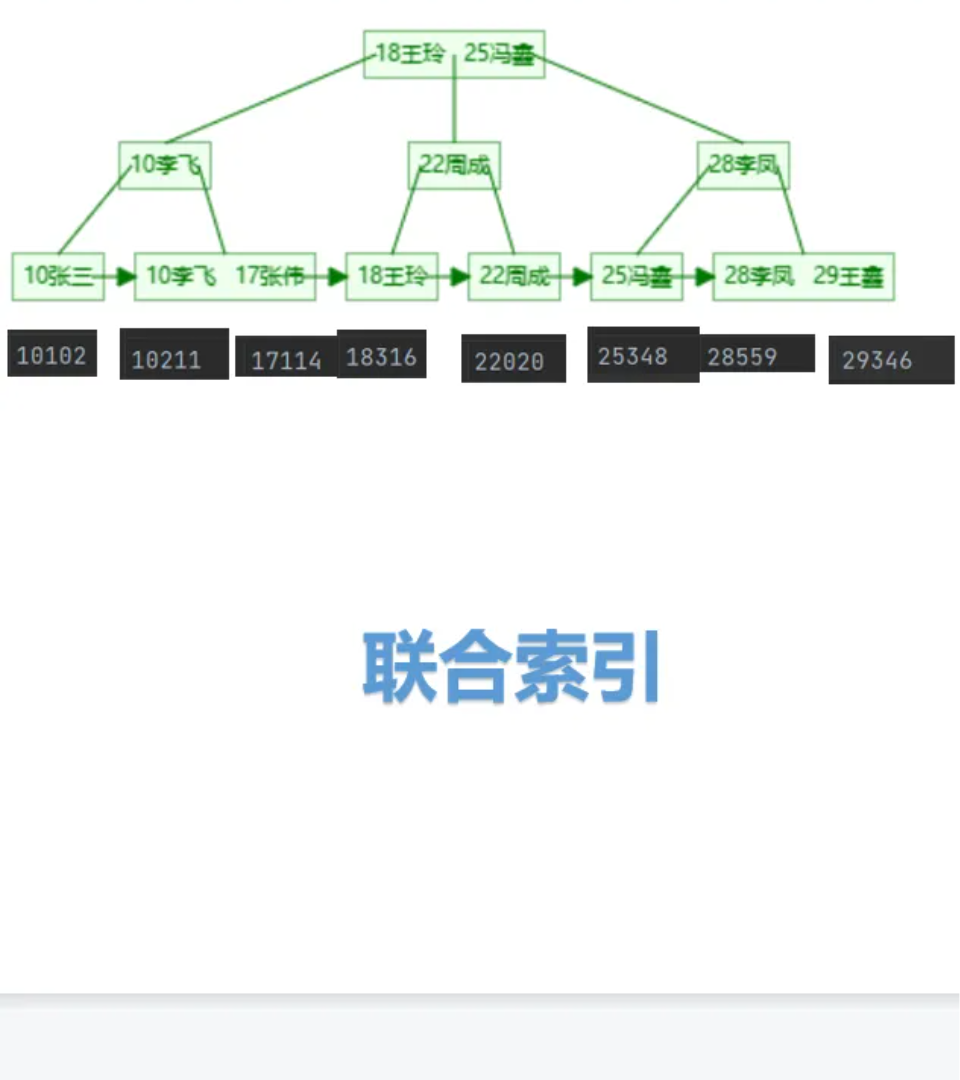 18王玲 25冯鑫
10李飞 22周成 28李凤
10张三 10李飞 17张伟 18王玲 22周成 25冯鑫 28李凤 29王鑫
10102 10211 17114 18316 22020 25348 28559 29346
联合索引